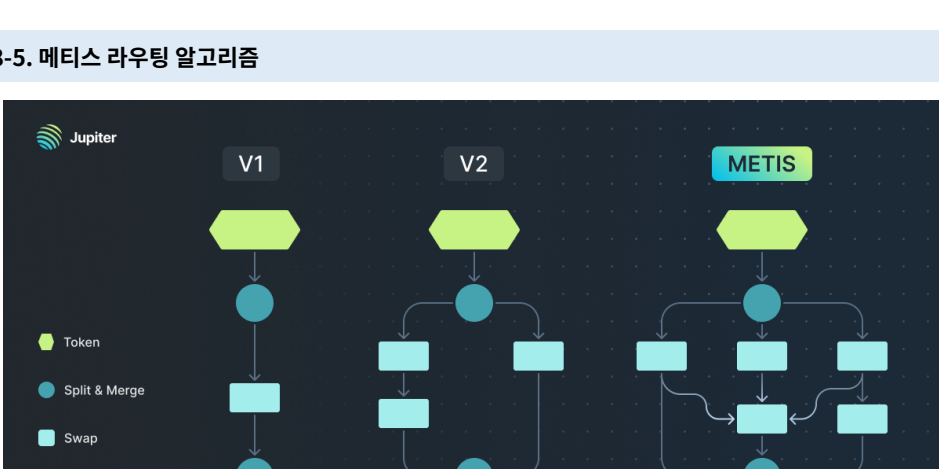 3-5. 메티스 라우팅 알고리즘
Jupiter
V1
V2
METIS
Token
Split & Merge
Swap